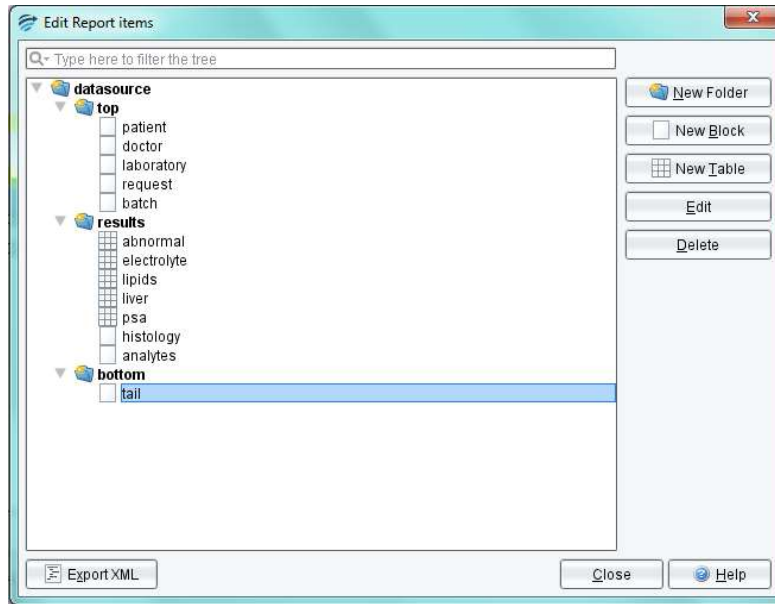 Edit Report items
Type here to filter the tree
datasource
top
patient
doctor
laboratory
request
batch
results
abnormal
electrolyte
lipids
liver
psa
histology
analytes
bottom
tail
New Folder
New Block
New Table
Edit
Delete
Export XML
Close
Help